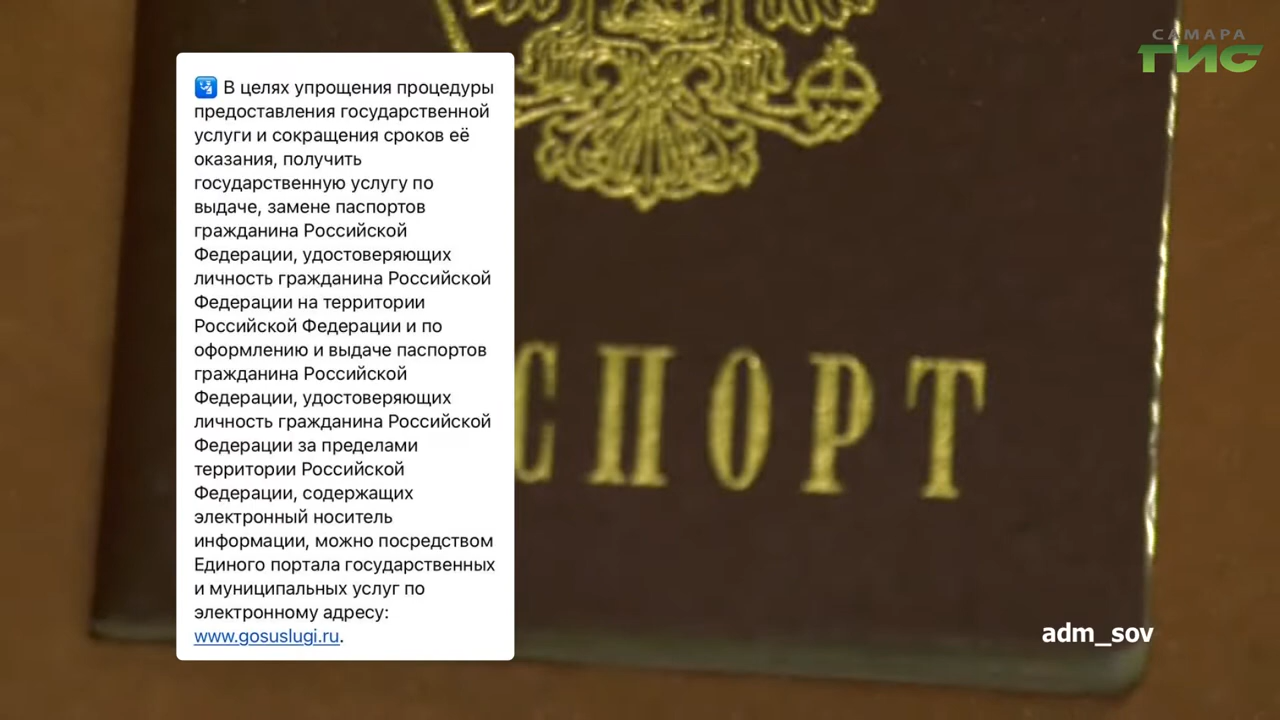 САМАРА
ГИС
🛂 В целях упрощения процедуры
предоставления государственной
услуги и сокращения сроков её
оказания, получить
государственную услугу по
выдаче, замене паспортов
гражданина Российской
Федерации, удостоверяющих
личность гражданина Российской
Федерации на территории
Российской Федерации и по
оформлению и выдаче паспортов
гражданина Российской
Федерации, удостоверяющих
личность гражданина Российской
Федерации за пределами
территории Российской
Федерации, содержащих
электронный носитель
информации, можно посредством
Единого портала государственных
и муниципальных услуг по
электронному адресу:
www.gosuslugi.ru.
СПОРТ
adm_sov